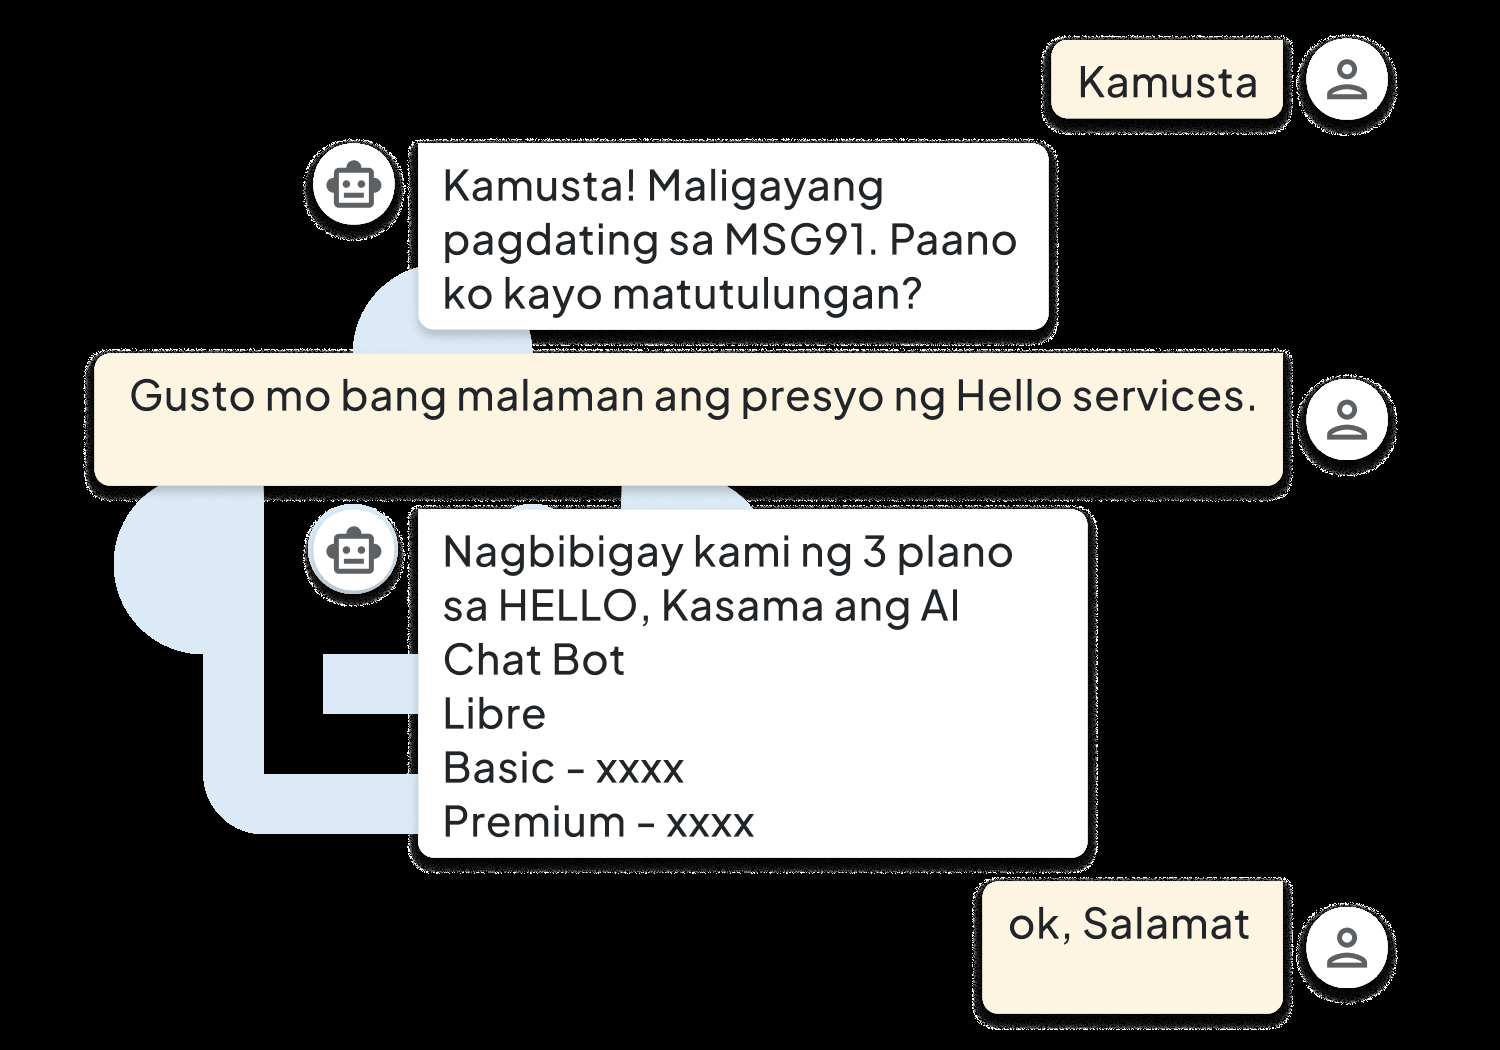 Kamusta
Kamusta! Maligayang
pagdating sa MSG91. Paano
ko kayo matutulungan?
Gusto mo bang malaman ang presyo ng Hello services.
Nagbibigay kami ng 3 plano
sa HELLO, Kasama ang AI
Chat Bot
Libre
Basic - xxxx
Premium - xxxx
ok, Salamat